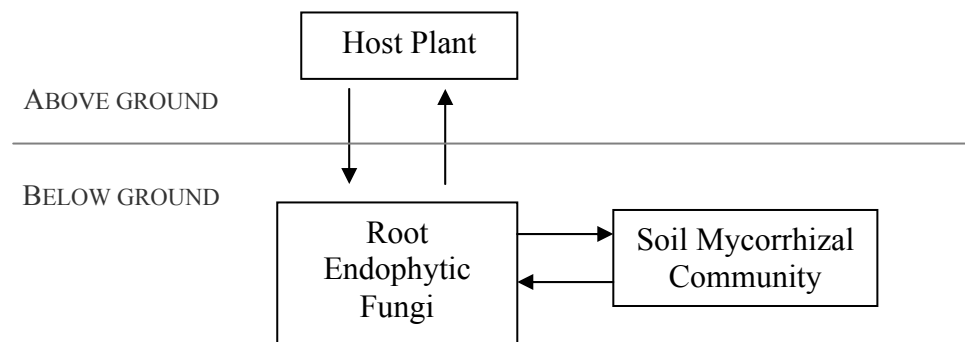 Host Plant
ABOVE GROUND
BELOW GROUND
Root
Endophytic
Fungi
Soil Mycorrhizal
Community